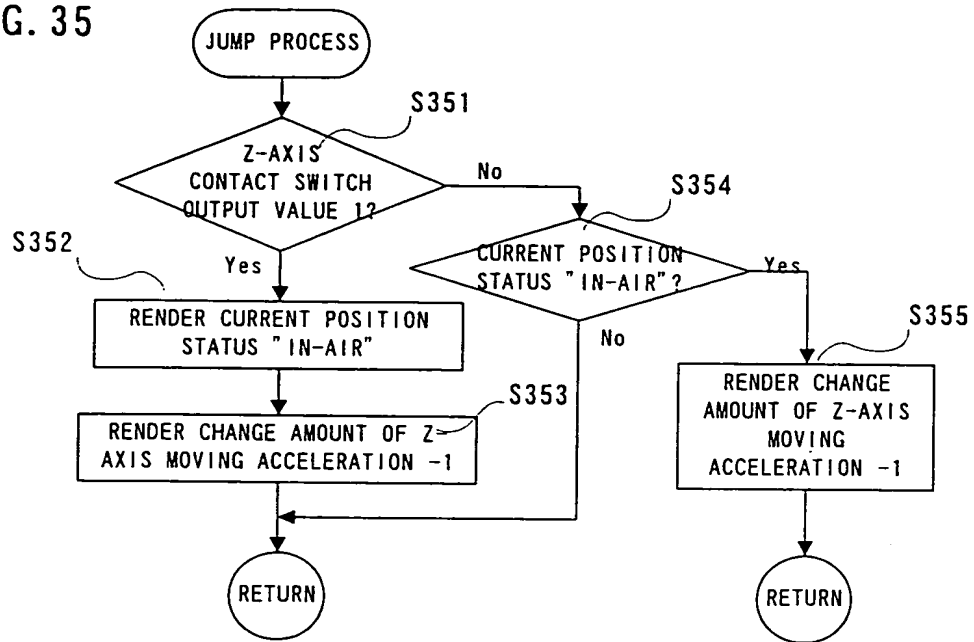 G. 35
JUMP PROCESS
S351
Z-AXIS
CONTACT SWITCH
OUTPUT VALUE 1?
No
Yes
S352
RENDER CURRENT POSITION
STATUS "IN-AIR"
S353
RENDER CHANGE AMOUNT OF Z-
AXIS MOVING ACCELERATION -1
RETURN
S354
CURRENT POSITION
STATUS "IN-AIR"?
Yes
No
S355
RENDER CHANGE
AMOUNT OF Z-AXIS
MOVING
ACCELERATION -1
RETURN